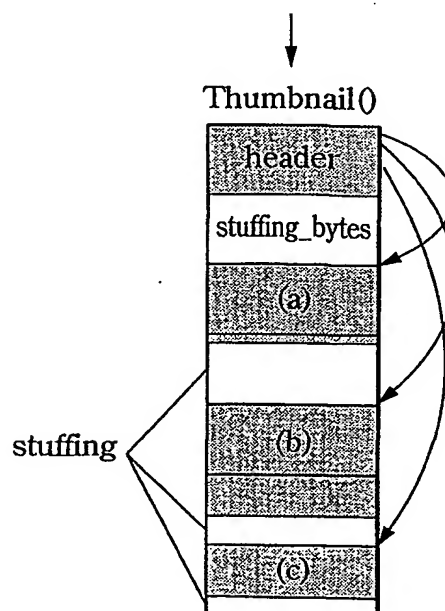 Thumbnail()
header
stuffing_bytes
(a)
(b)
stuffing
(c)